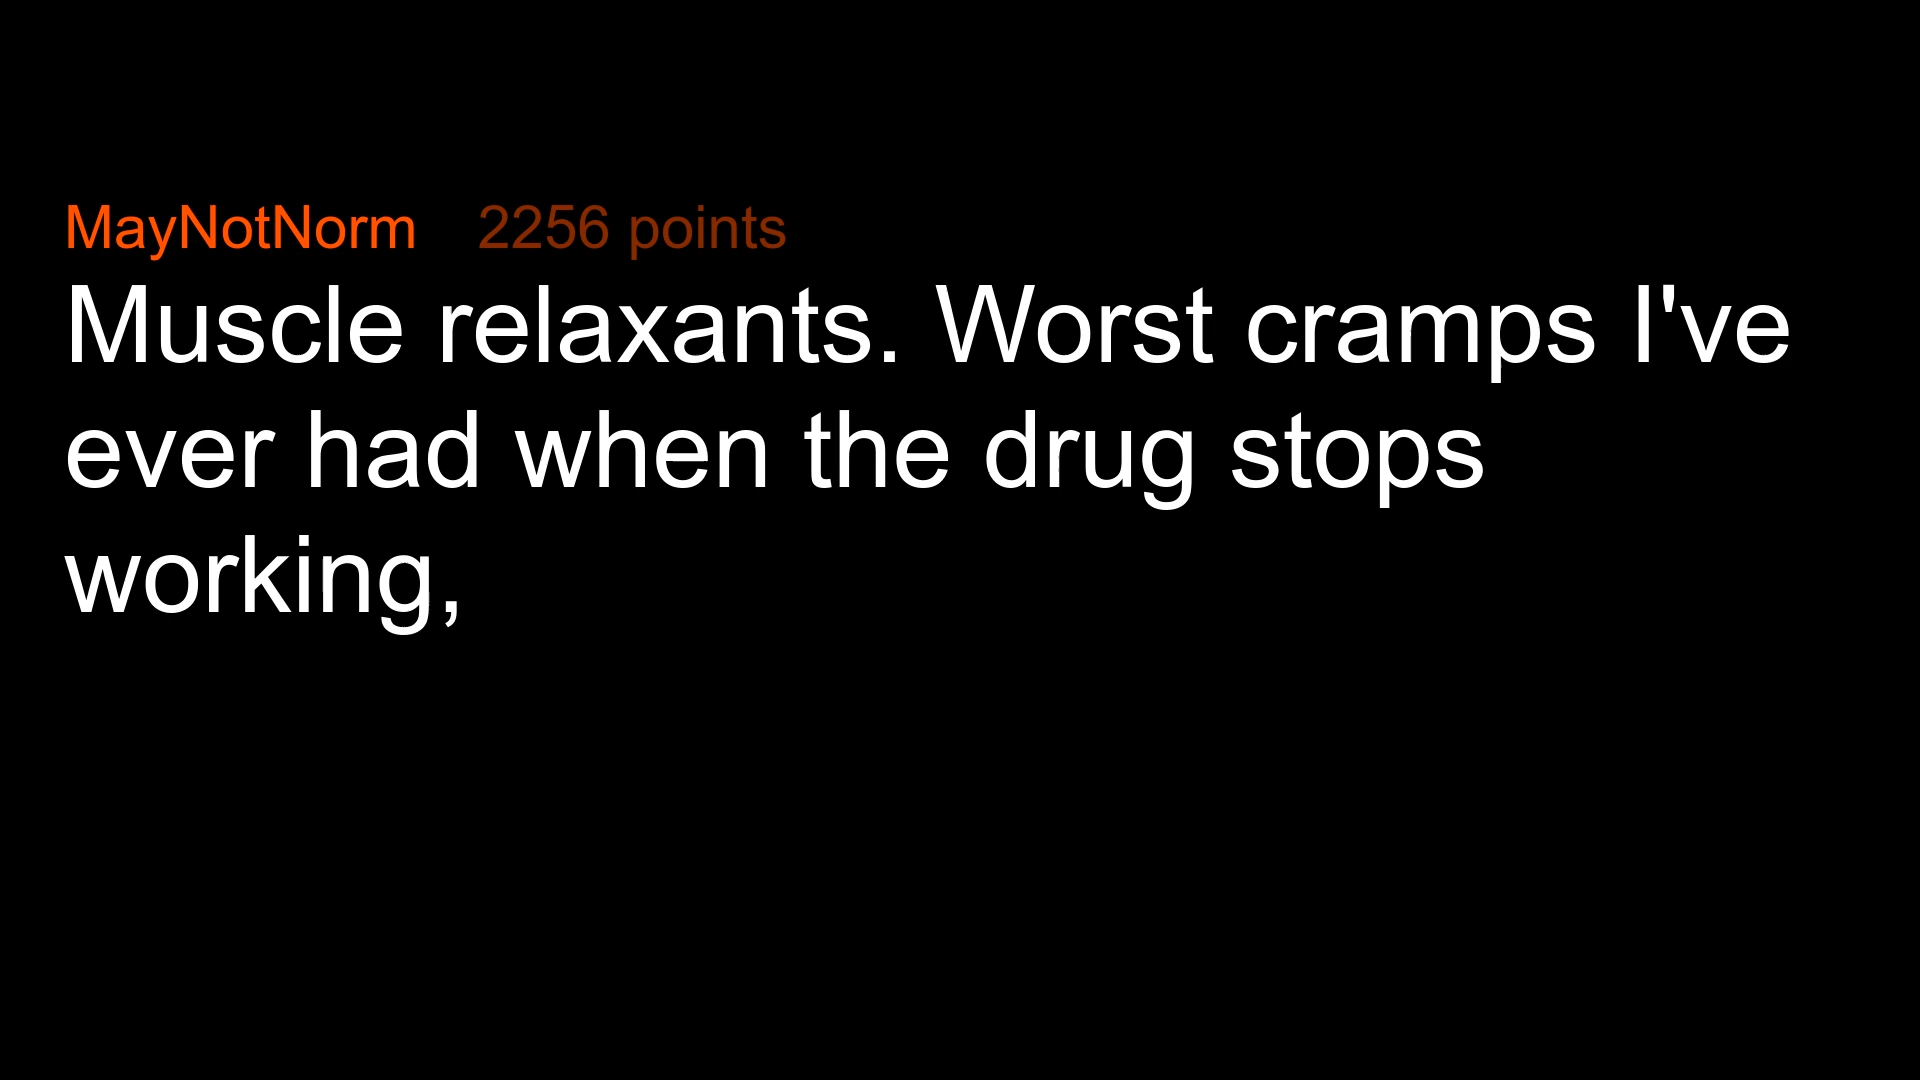 MayNotNorm 2256 points
Muscle relaxants. Worst cramps I've
ever had when the drug stops
working,